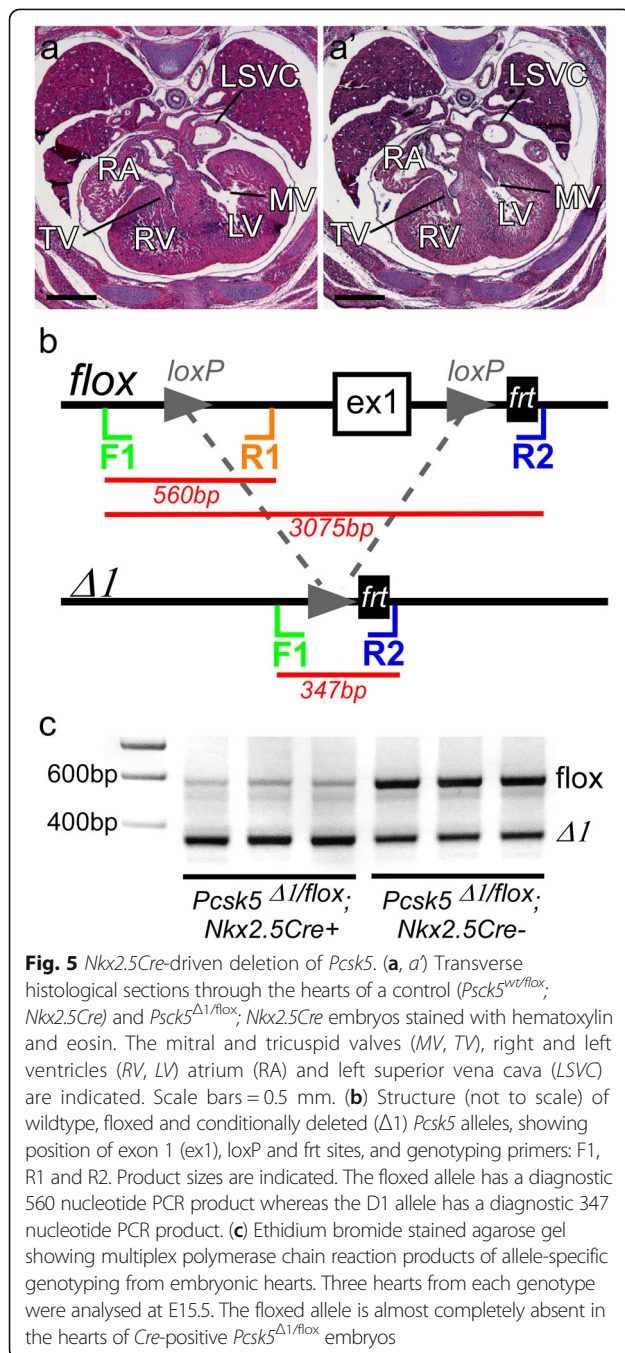 a
a'
LSVC
LSVC
RA
RA
MV
MV
TV
RV
LV
TV
RV
LV
b
flox
loxP
ex1
loxP
frt
F1
R1
R2
560bp
3075bp
Δ1
frt
F1
R2
347bp
c
600bp
flox
400bp
Δ1
Pcsk5 Δ1/flox;
Nkx2.5Cre+
Pcsk5 Δ1/flox;
Nkx2.5Cre-
Fig. 5 Nkx2.5Cre-driven deletion of Pcsk5. (a, a') Transverse
histological sections through the hearts of a control (Psck5wt/flox;
Nkx2.5Cre) and Pcsk5Δ1/flox; Nkx2.5Cre embryos stained with hematoxylin
and eosin. The mitral and tricuspid valves (MV, TV), right and left
ventricles (RV, LV) atrium (RA) and left superior vena cava (LSVC)
are indicated. Scale bars = 0.5 mm. (b) Structure (not to scale) of
wildtype, floxed and conditionally deleted (Δ1) Pcsk5 alleles, showing
position of exon 1 (ex1), loxP and frt sites, and genotyping primers: F1,
R1 and R2. Product sizes are indicated. The floxed allele has a diagnostic
560 nucleotide PCR product whereas the D1 allele has a diagnostic 347
nucleotide PCR product. (c) Ethidium bromide stained agarose gel
showing multiplex polymerase chain reaction products of allele-specific
genotyping from embryonic hearts. Three hearts from each genotype
were analysed at E15.5. The floxed allele is almost completely absent in
the hearts of Cre-positive Pcsk5Δ1/flox embryos